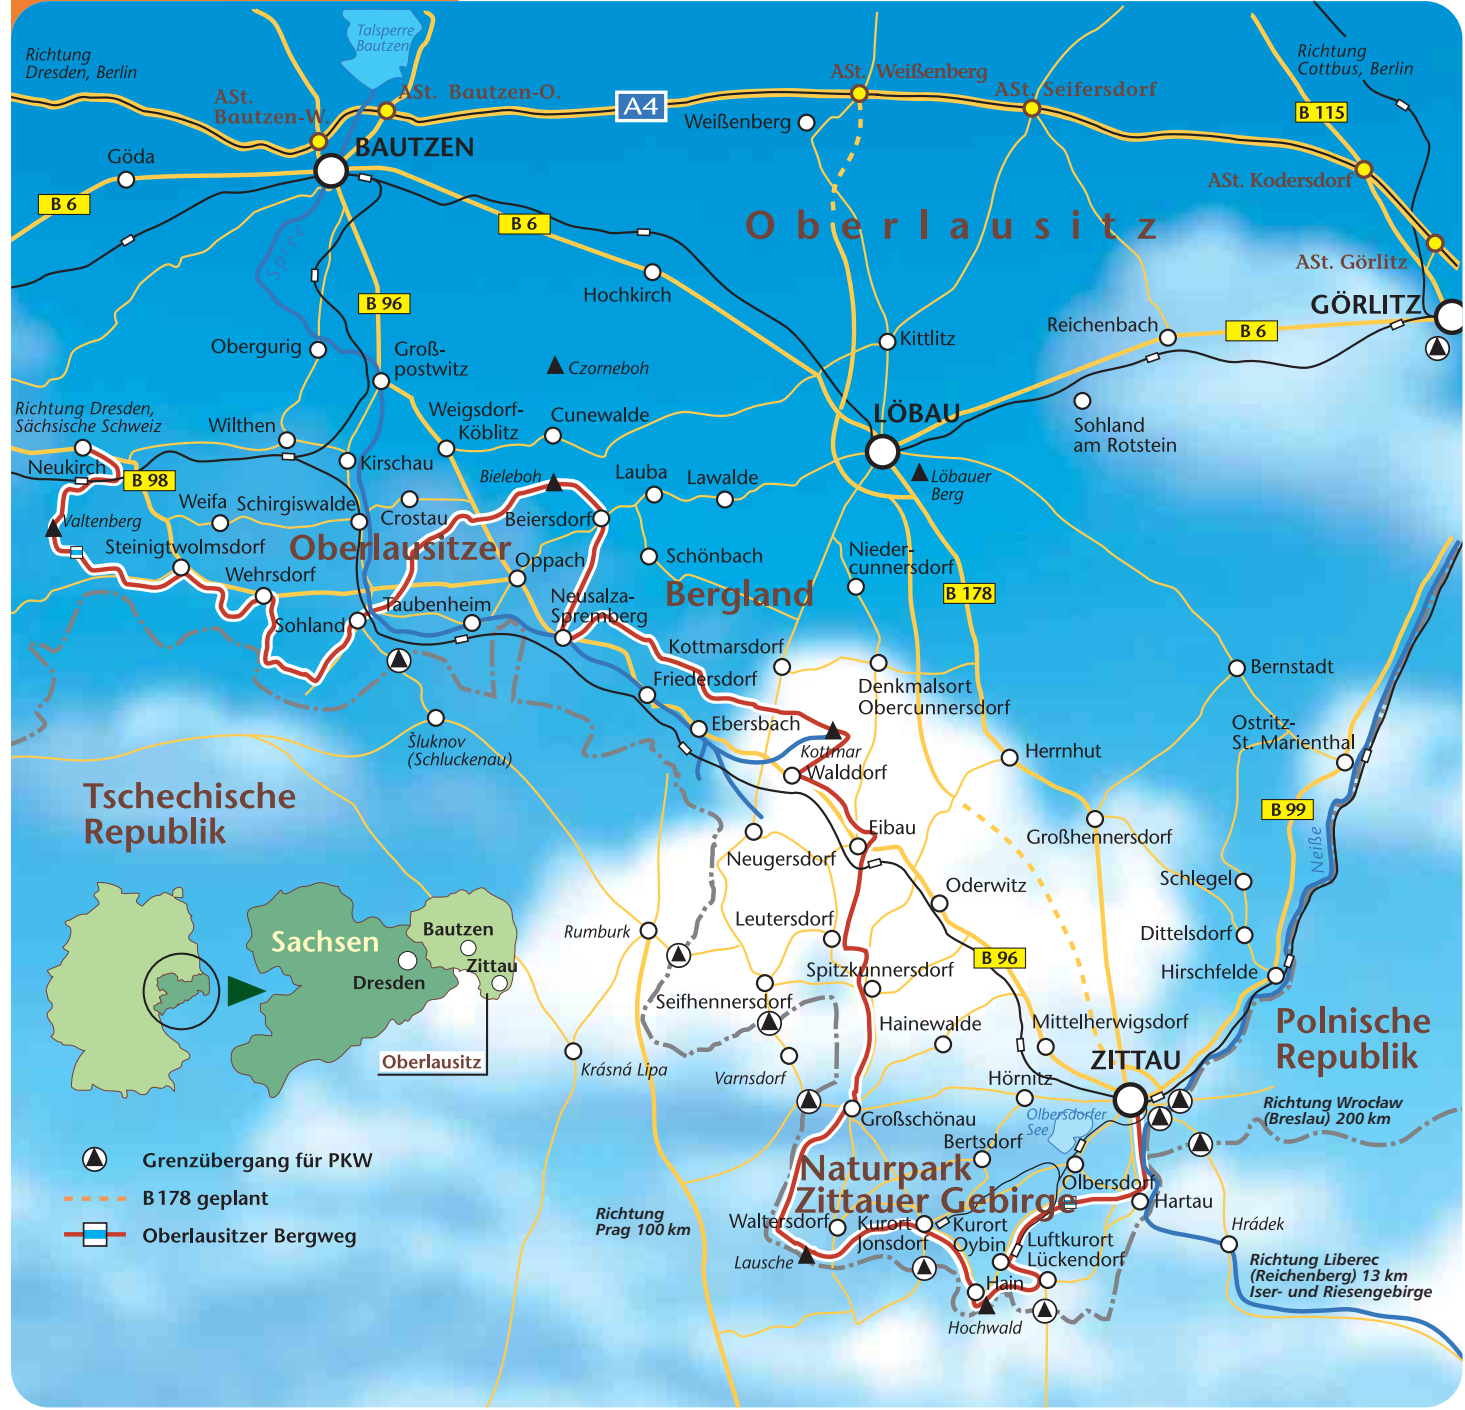 Richtung
Dresden, Berlin
Talsperre
Bautzen
ASt.
Bautzen-W.
ASt. Bautzen-O.
A4
ASt. Weißenberg
ASt. Seifersdorf
Richtung
Cottbus, Berlin
B 115
Weißenberg
BAUTZEN
Göda
ASt. Kodersdorf
B 6
B 6
Oberlausitz
Spree
ASt. Görlitz
Hochkirch
B 96
GÖRLITZ
Reichenbach
B 6
Obergurig
Groß-
postwitz
Kittlitz
Czorneboh
Richtung Dresden,
Sächsische Schweiz
Wilthen
Weigsdorf-
Köblitz
Cunewalde
LÖBAU
Sohland
am Rotstein
Neukirch
B 98
Kirschau
Bieleboh
Lauba
Lawalde
Löbauer
Berg
Weifa
Schirgiswalde
Crostau
Beiersdorf
Valtenberg
Steinigtwolmsdorf
Oberlausitzer
Schönbach
Nieder-
cunnersdorf
Wehrsdorf
Oppach
Bergland
B 178
Sohland
Taubenheim
Neusalza-
Spremberg
Kottmarsdorf
Friedersdorf
Denkmalsort
Obercunnersdorf
Bernstadt
Šluknov
(Schluckenau)
Ebersbach
Kottmar
Walddorf
Herrnhut
Ostritz-
St. Marienthal
Tschechische
Republik
B 99
Eibau
Großhennersdorf
Neiße
Neugersdorf
Oderwitz
Schlegel
Sachsen
Dresden
Bautzen
Zittau
Oberlausitz
Rumburk
Leutersdorf
Dittelsdorf
B 96
Spitzkunnersdorf
Hirschfelde
Seifhennersdorf
Hainewalde
Mittelherwigsdorf
Polnische
Republik
Krásná Lípa
Varnsdorf
Hörnitz
ZITTAU
Großschönau
Olbersdorfer
See
Richtung Wrocław
(Breslau) 200 km
Bertsdorf
Naturpark
Zittauer Gebirge
Olbersdorf
Hartau
Grenzübergang für PKW
B 178 geplant
Oberlausitzer Bergweg
Richtung
Prag 100 km
Waltersdorf
Kurort
Jonsdorf
Kurort
Oybin
Luftkurort
Lückendorf
Hrádek
Lausche
Hain
Hochwald
Richtung Liberec
(Reichenberg) 13 km
Iser- und Riesengebirge